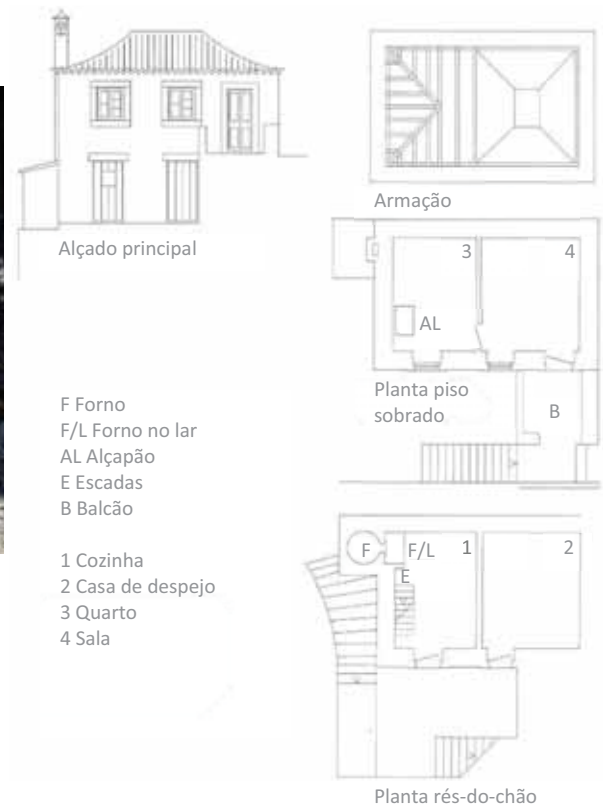 Alçado principal
Armação
3
4
AL
Planta piso
sobrado
B
F Forno
F/L Forno no lar
AL Alçapão
E Escadas
B Balcão
1 Cozinha
2 Casa de despejo
3 Quarto
4 Sala
F
F/L
1
2
E
Planta rés-do-chão